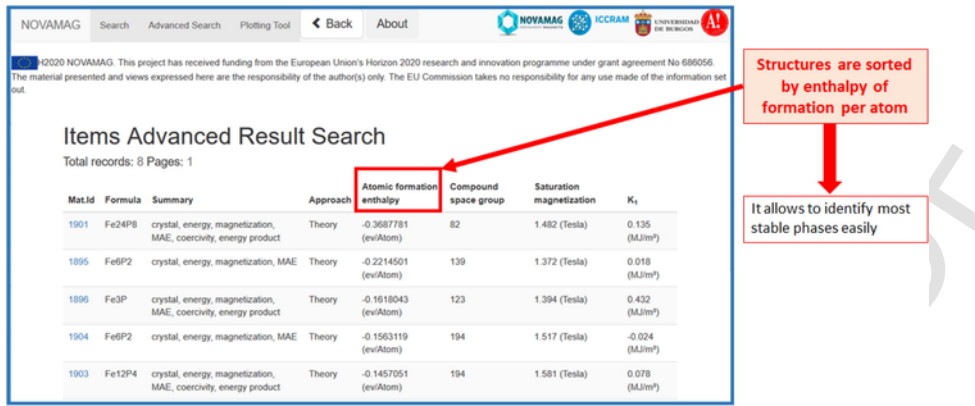 NOVAMAG Search Advanced Search Plotting Tool Back About NOVAMAG ICCRAM UNIVERSIDAD DE BURGOS A!
H2020 NOVAMAG. This project has received funding from the European Union's Horizon 2020 research and innovation programme under grant agreement No 686056.
The material presented and views expressed here are the responsibility of the author(s) only. The EU Commission takes no responsibility for any use made of the information set
out.
Structures are sorted
by enthalpy of
formation per atom
It allows to identify most
stable phases easily
Items Advanced Result Search
Total records: 8 Pages: 1
Mat.Id Formula Summary Approach Atomic formation enthalpy Compound space group Saturation magnetization K₁
1901 Fe24P8 crystal, energy, magnetization, MAE, coercivity, energy product Theory -0.3687781 (ev/Atom) 82 1.482 (Tesla) 0.135 (MJ/m³)
1895 Fe6P2 crystal, energy, magnetization, MAE Theory -0.2214501 (ev/Atom) 139 1.372 (Tesla) 0.018 (MJ/m³)
1896 Fe3P crystal, energy, magnetization, MAE, coercivity, energy product Theory -0.1618043 (ev/Atom) 123 1.394 (Tesla) 0.432 (MJ/m³)
1904 Fe6P2 crystal, energy, magnetization, MAE Theory -0.1563119 (ev/Atom) 194 1.517 (Tesla) -0.024 (MJ/m³)
1903 Fe12P4 crystal, energy, magnetization, MAE, coercivity, energy product Theory -0.1457051 (ev/Atom) 194 1.581 (Tesla) 0.078 (MJ/m³)